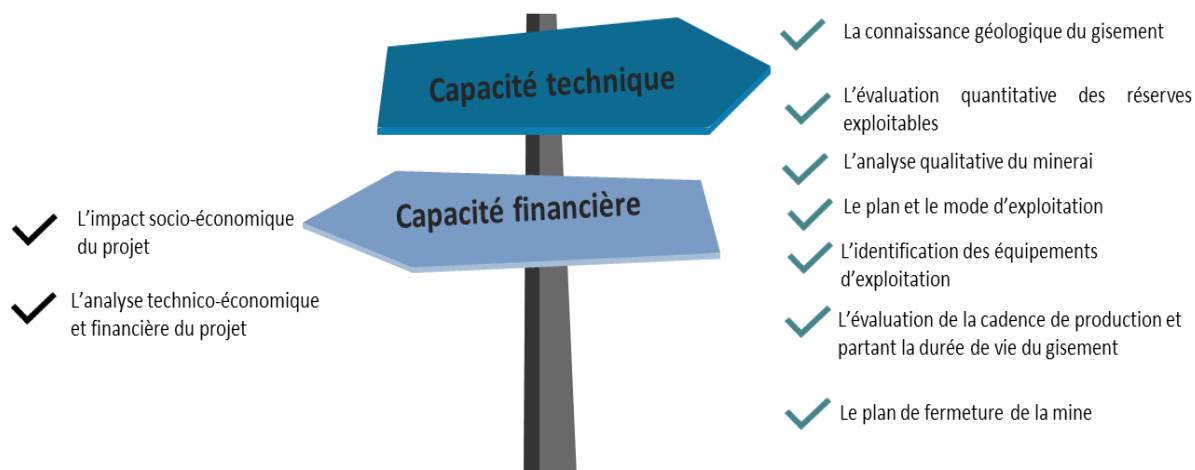 Capacité technique
La connaissance géologique du gisement
L'évaluation quantitative des réserves
exploitables
L'analyse qualitative du minerai
Le plan et le mode d'exploitation
L'identification des équipements
d'exploitation
L'évaluation de la cadence de production et
partant la durée de vie du gisement
Le plan de fermeture de la mine
Capacité financière
L'impact socio-économique
du projet
L'analyse technico-économique
et financière du projet